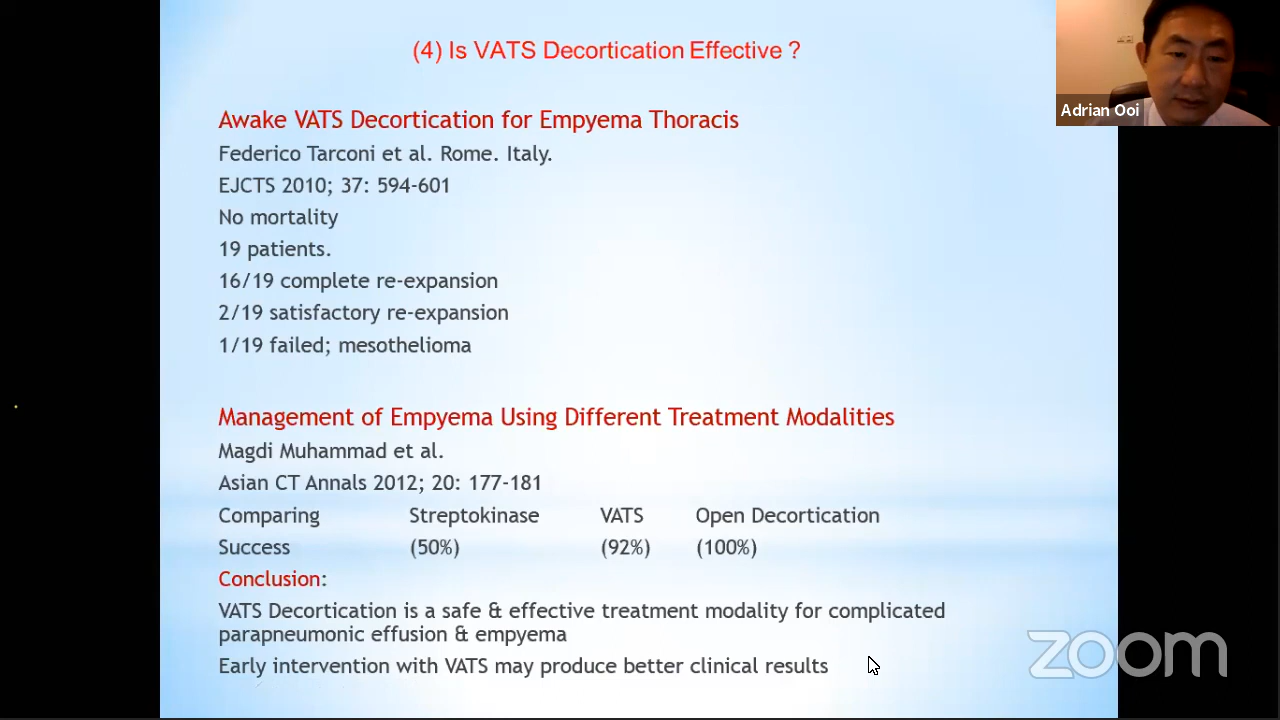 (4) Is VATS Decortication Effective ?
Adrian Ooi
Awake VATS Decortication for Empyema Thoracis
Federico Tarconi et al. Rome. Italy.
EJCTS 2010; 37: 594-601
No mortality
19 patients.
16/19 complete re-expansion
2/19 satisfactory re-expansion
1/19 failed; mesothelioma
Management of Empyema Using Different Treatment Modalities
Magdi Muhammad et al.
Asian CT Annals 2012; 20: 177-181
Comparing Streptokinase VATS Open Decortication
Success (50%) (92%) (100%)
Conclusion:
VATS Decortication is a safe & effective treatment modality for complicated
parapneumonic effusion & empyema
Early intervention with VATS may produce better clinical results
zoom